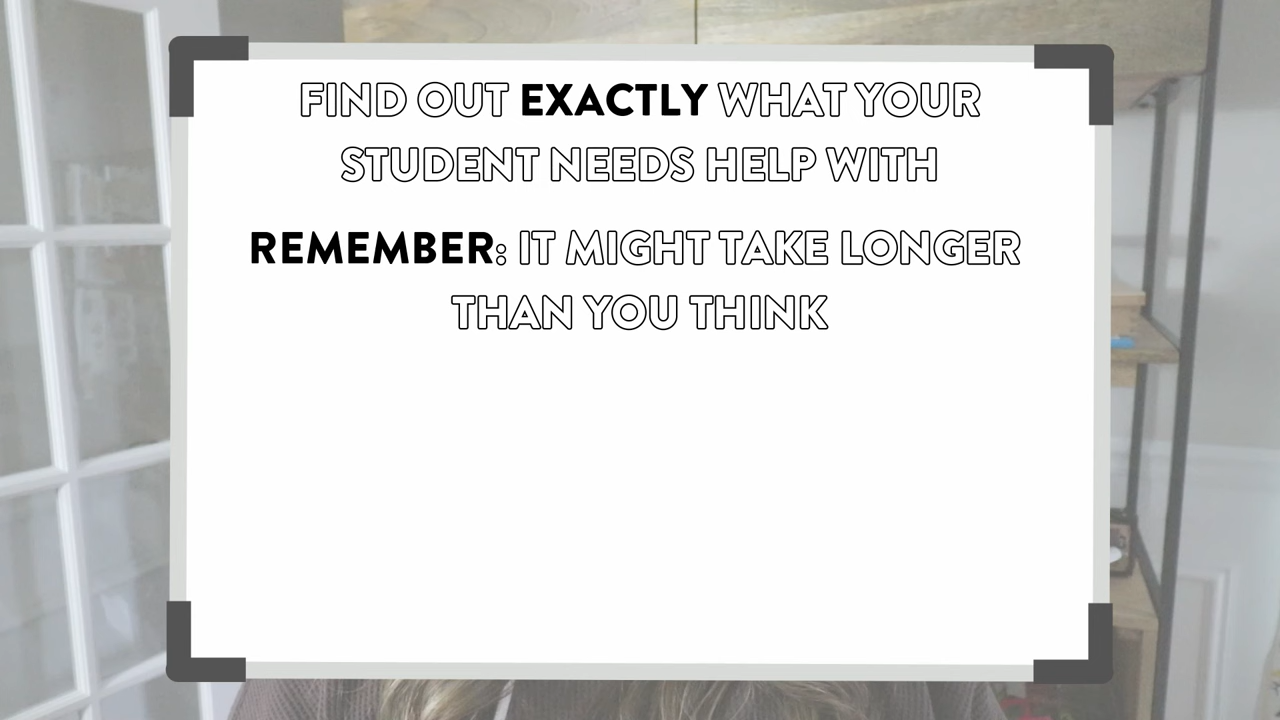 FIND OUT EXACTLY WHAT YOUR
STUDENT NEEDS HELP WITH
REMEMBER: IT MIGHT TAKE LONGER
THAN YOU THINK